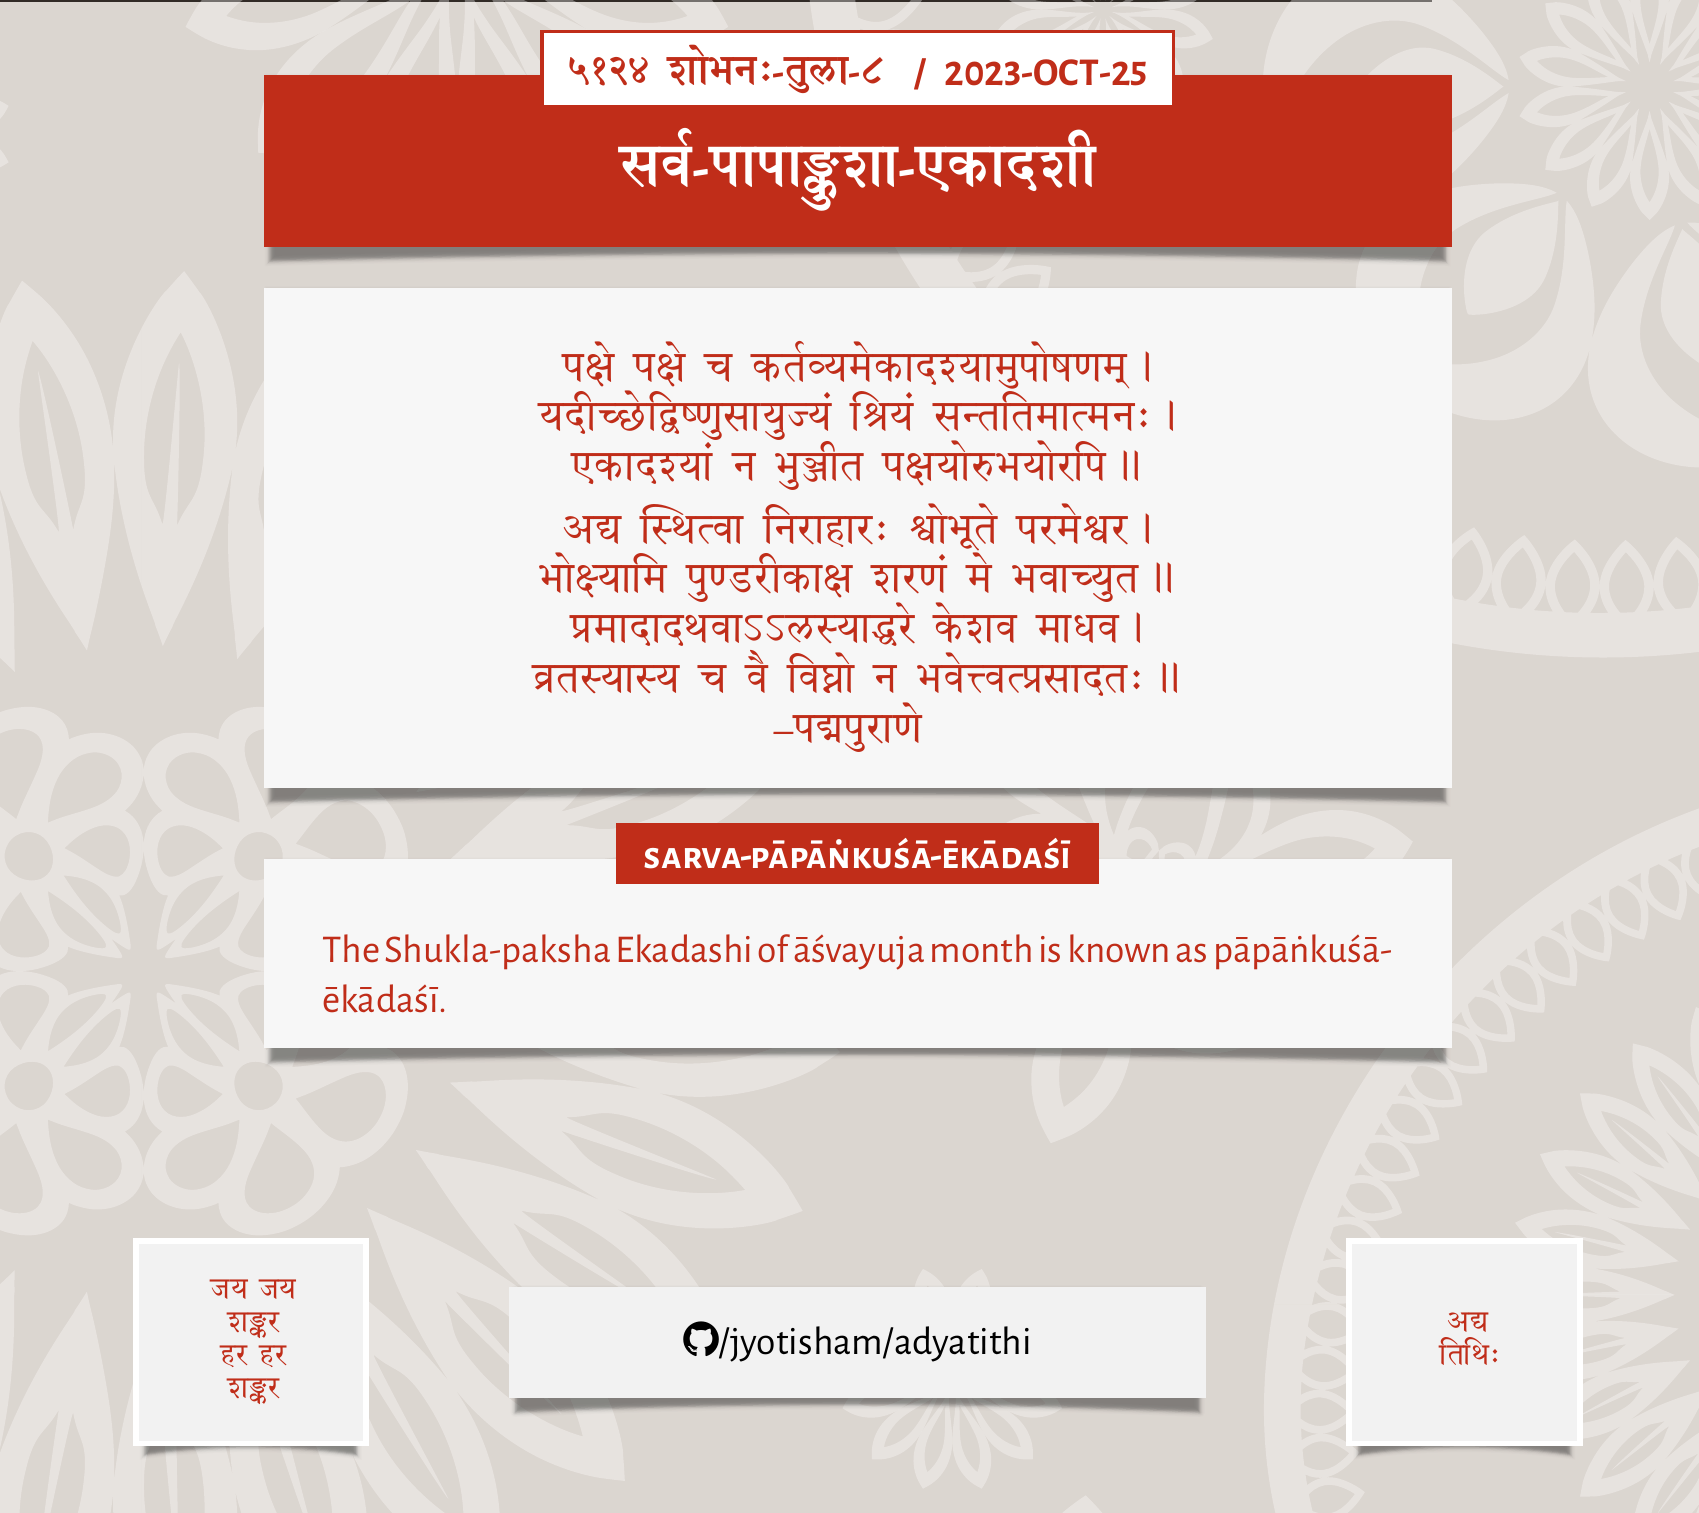 ५१२४ शोभनः-तुला-८ / 2023-OCT-25
सर्व-पापाङ्कुशा-एकादशी
पक्षे पक्षे च कर्तव्यमेकादश्यामुपोषणम् ।
यदीच्छेद्विष्णुसायुज्यं श्रियं सन्ततिमात्मनः ।
एकादश्यां न भुञ्जीत पक्षयोरुभयोरपि ॥
अद्य स्थित्वा निराहारः श्वोभूते परमेश्वर ।
भोक्ष्यामि पुण्डरीकाक्ष शरणं मे भवाच्युत ॥
प्रमादादथवाऽऽलस्याद्धरे केशव माधव ।
व्रतस्यास्य च वै विघ्नो न भवेत्त्वत्प्रसादतः ॥
–पद्मपुराणे
SARVA-PĀPĀṄKUŚĀ-ĒKĀDAŚĪ
The Shukla-paksha Ekadashi of āśvayuja month is known as pāpāṅkuśā-
ēkādaśī.
जय जय
शङ्कर
हर हर
शङ्कर
/jyotisham/adyatithi
अद्य
तिथिः